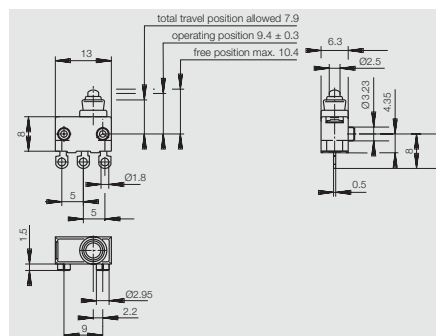 total travel position allowed 7.9
operating position 9.4 ± 0.3
free position max. 10.4
13
8
5
5
Ø1.8
6.3
Ø2.5
Ø3.23
4.35
8
0.5
1.5
Ø2.95
2.2
9